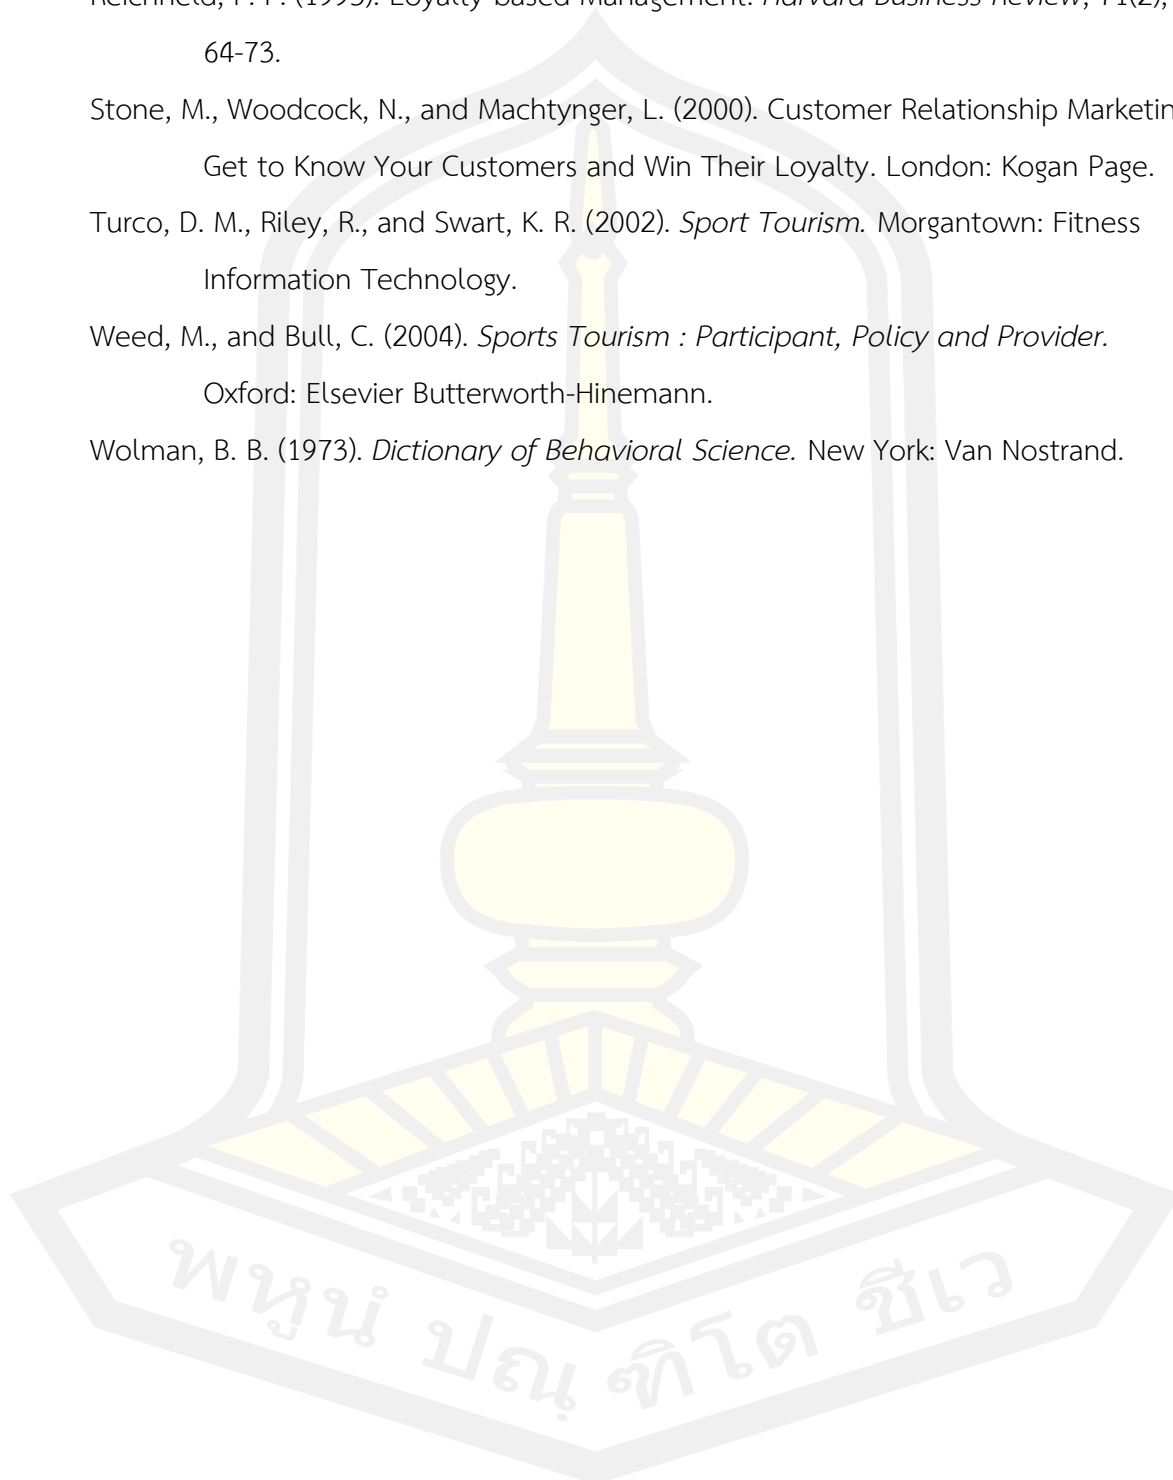 64-73.
Stone, M., Woodcock, N., and Machtynger, L. (2000). Customer Relationship
Get to Know Your Customers and Win Their Loyalty. London: Kogan Page.
Turco, D. M., Riley, R., and Swart, K. R. (2002). Sport Tourism. Morgantown: Fitness
Information Technology.
Weed, M., and Bull, C. (2004). Sports Tourism : Participant, Policy and Provider.
Oxford: Elsevier Butterworth-Hinemann.
Wolman, B. B. (1973). Dictionary of Behavioral Science. New York: Van Nostrand.
พหูนํ ปณฺฑิโต ชีเว